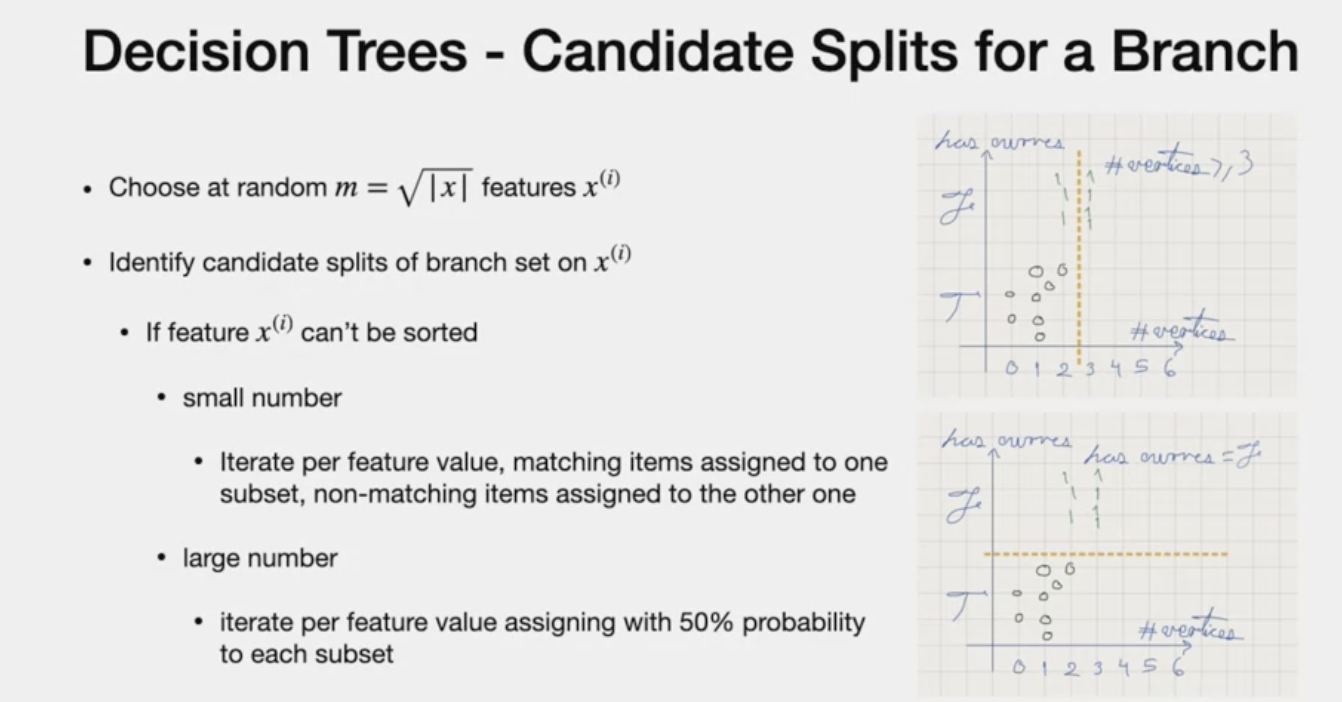 Decision Trees - Candidate Splits for a Branch
• Choose at random m = √|x| features x⁽ⁱ⁾
• Identify candidate splits of branch set on x⁽ⁱ⁾
• If feature x⁽ⁱ⁾ can't be sorted
• small number
• Iterate per feature value, matching items assigned to one
subset, non-matching items assigned to the other one
• large number
• iterate per feature value assigning with 50% probability
to each subset
has curves
#vertices ≥ 3
F
T
#vertices
0 1 2 3 4 5 6
has curves
has curves = F
F
T
#vertices
0 1 2 3 4 5 6